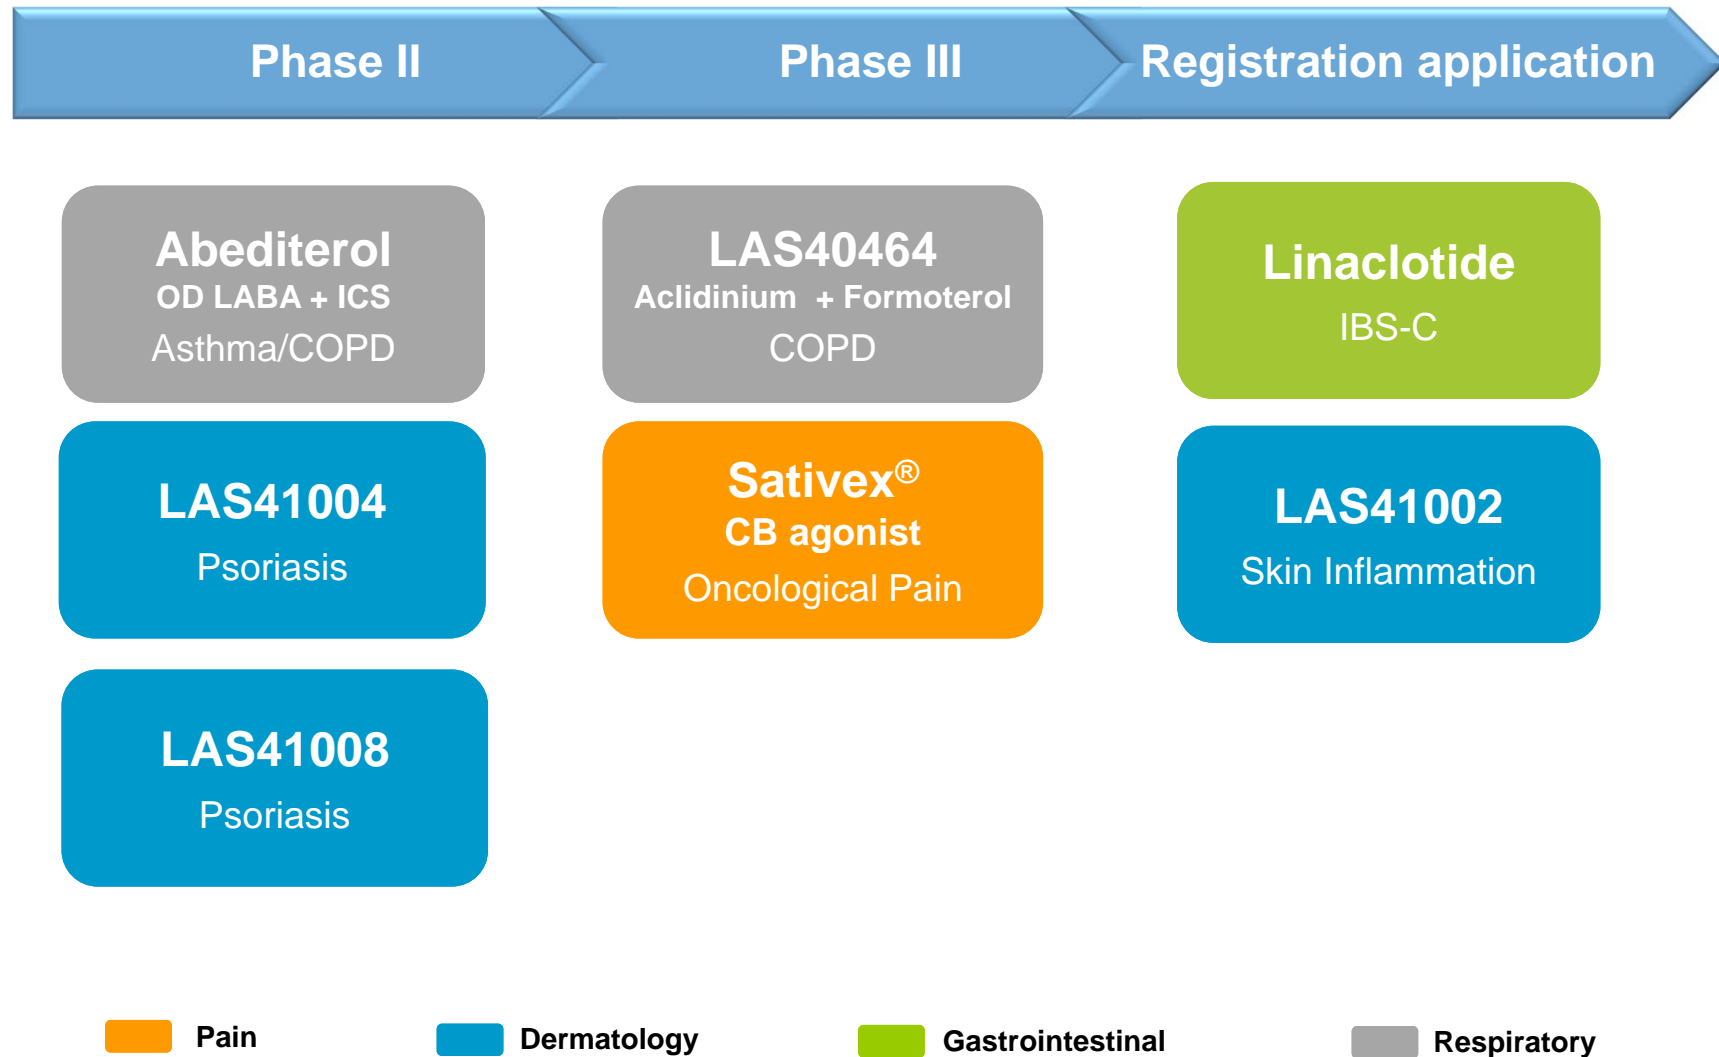 Phase II
Phase III
Registration application
Abediterol
OD LABA + ICS
Asthma/COPD
LAS40464
Aclidinium + Formoterol
COPD
Linaclotide
IBS-C
LAS41004
Psoriasis
Sativex®
CB agonist
Oncological Pain
LAS41002
Skin Inflammation
LAS41008
Psoriasis
Pain
Dermatology
Gastrointestinal
Respiratory